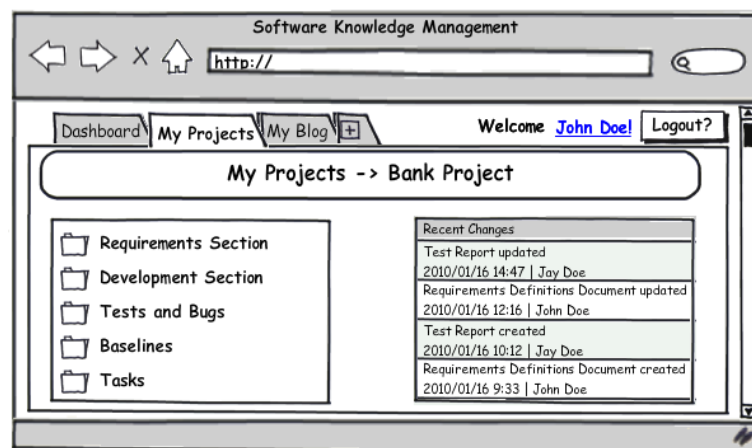 Software Knowledge Management
http://
Dashboard My Projects My Blog +
Welcome John Doe! Logout?
My Projects -> Bank Project
Requirements Section
Development Section
Tests and Bugs
Baselines
Tasks
Recent Changes
Test Report updated
2010/01/16 14:47 | Jay Doe
Requirements Definitions Document updated
2010/01/16 12:16 | John Doe
Test Report created
2010/01/16 10:12 | Jay Doe
Requirements Definitions Document created
2010/01/16 9:33 | John Doe